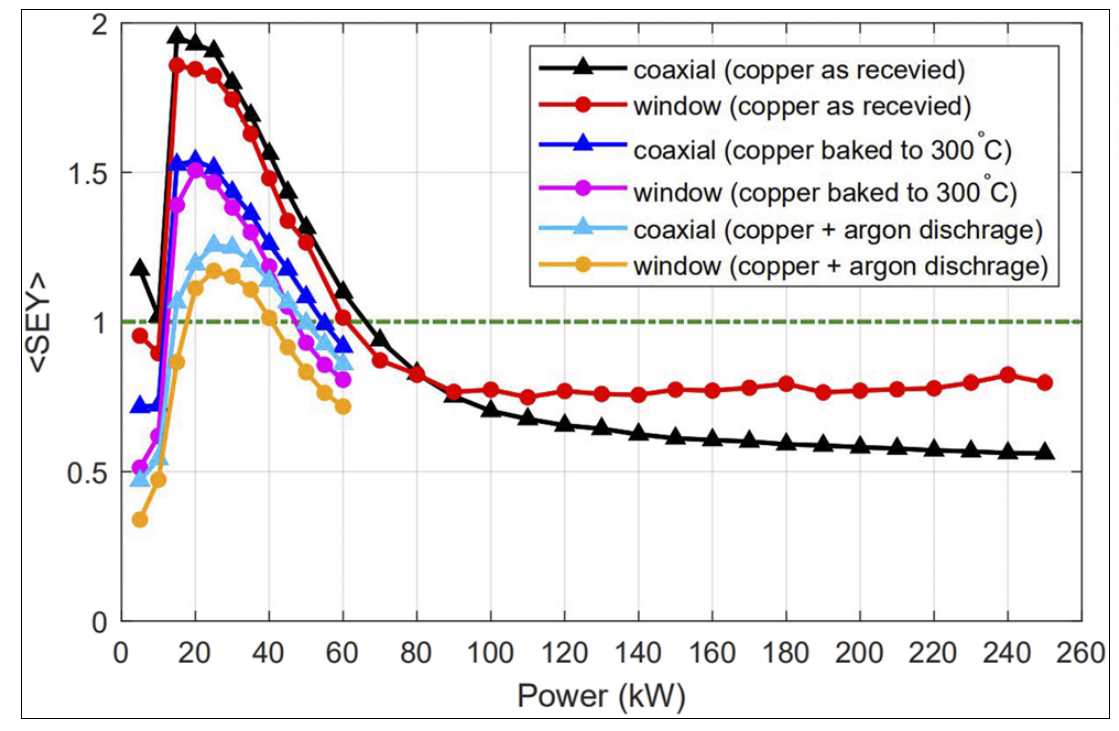 2
1.5
1
0.5
0
<SEY>
coaxial (copper as recevied)
window (copper as recevied)
coaxial (copper baked to 300°C)
window (copper baked to 300°C)
coaxial (copper + argon dischrage)
window (copper + argon dischrage)
0 20 40 60 80 100 120 140 160 180 200 220 240 260
Power (kW)